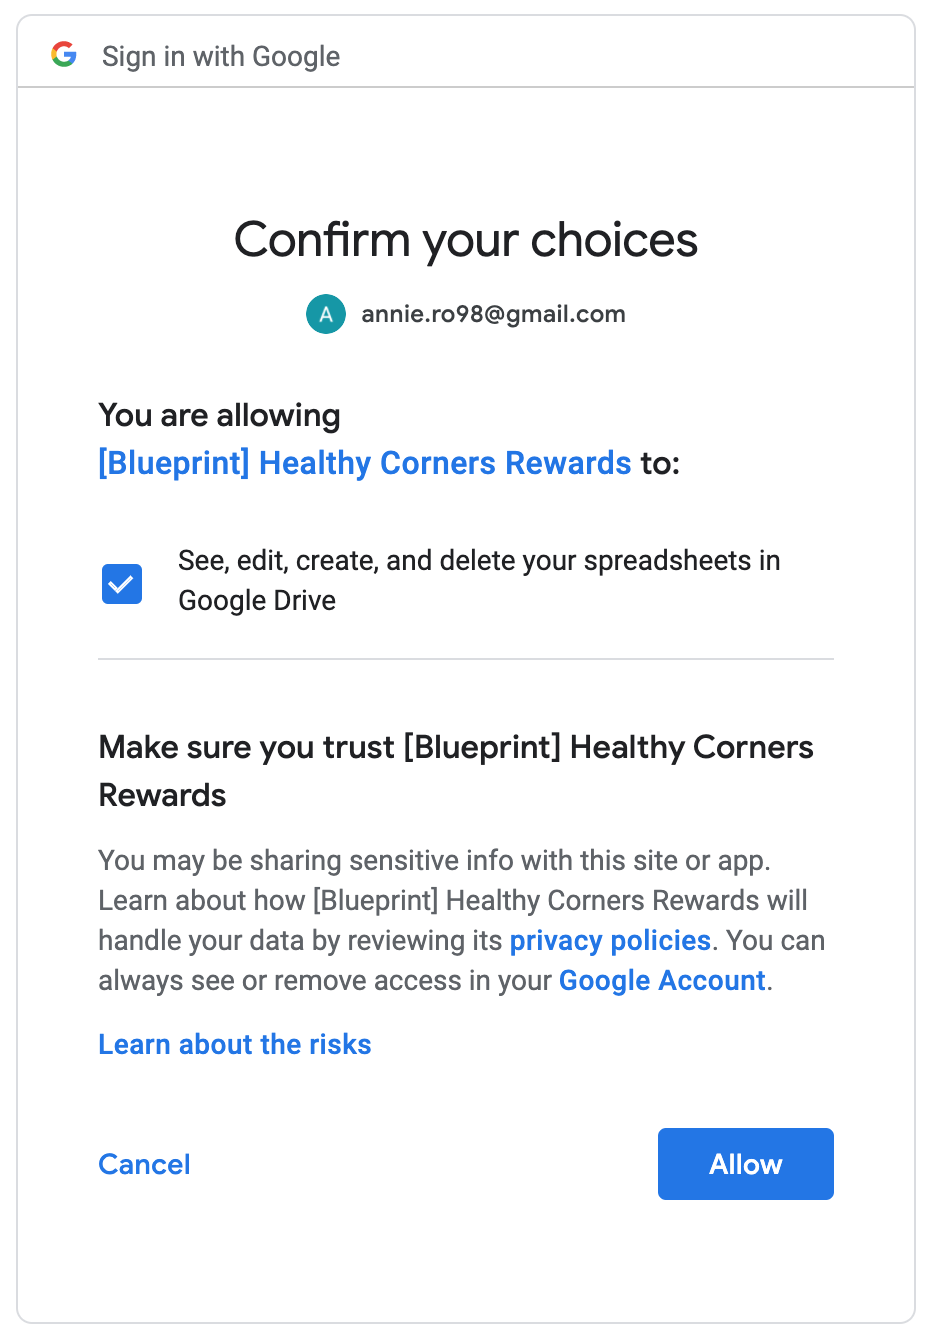 Sign in with Google
Confirm your choices
A annie.ro98@gmail.com
You are allowing
[Blueprint] Healthy Corners Rewards to:
See, edit, create, and delete your spreadsheets in
Google Drive
Make sure you trust [Blueprint] Healthy Corners
Rewards
You may be sharing sensitive info with this site or app.
Learn about how [Blueprint] Healthy Corners Rewards will
handle your data by reviewing its privacy policies. You can
always see or remove access in your Google Account.
Learn about the risks
Cancel
Allow